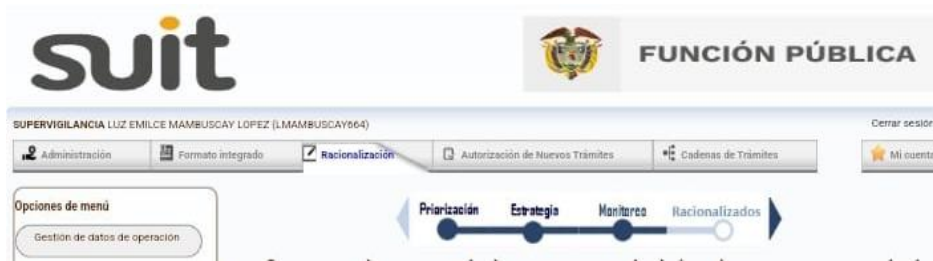 suit
FUNCIÓN PÚBLICA
SUPERVIGILANCIA LUZ EMILCE MAMBUSCAY LOPEZ (LMAMBUSCAY664)
Cerrar sesión
Administración
Formato integrado
Racionalización
Autorización de Nuevos Trámites
Cadenas de Trámites
Mi cuenta
Opciones de menú
Gestión de datos de operación
Priorización
Estrategia
Monitoreo
Racionalizados